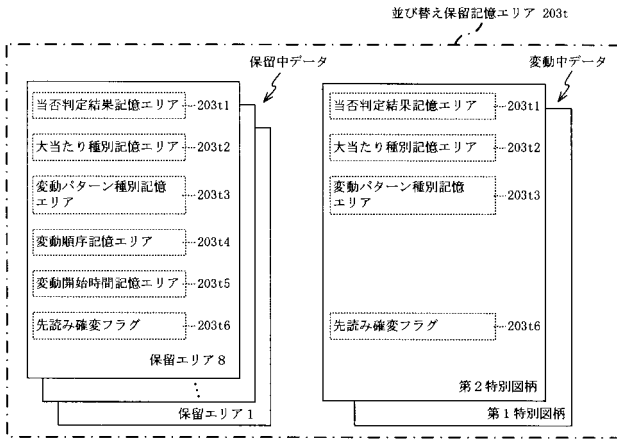 並び替え保留記憶エリア 203t
保留中データ
当否判定結果記憶エリア 203t1
大当たり種別記憶エリア 203t2
変動パターン種別記憶
エリア 203t3
変動順序記憶エリア 203t4
変動開始時間記憶エリア 203t5
先読み確変フラグ 203t6
保留エリア8
保留エリア1
変動中データ
当否判定結果記憶エリア 203t1
大当たり種別記憶エリア 203t2
変動パターン種別記憶
エリア 203t3
先読み確変フラグ 203t6
第2特別図柄
第1特別図柄